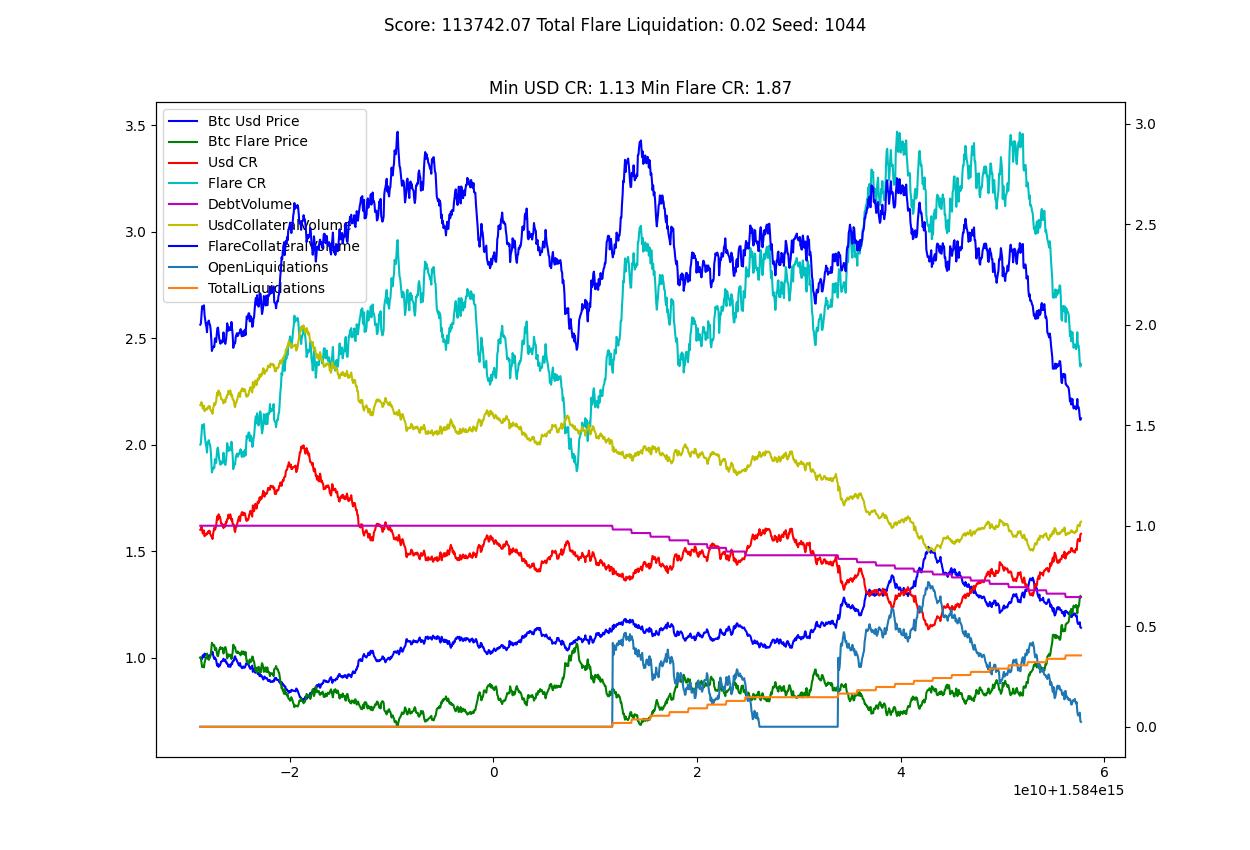 Score: 113742.07 Total Flare Liquidation: 0.02 Seed: 1044
Min USD CR: 1.13 Min Flare CR: 1.87
Btc Usd Price
Btc Flare Price
Usd CR
Flare CR
DebtVolume
UsdCollateralVolume
FlareCollateralVolume
OpenLiquidations
TotalLiquidations
3.5
3.0
2.5
2.0
1.5
1.0
3.0
2.5
2.0
1.5
1.0
0.5
0.0
−2
0
2
4
6
1e10+1.584e15